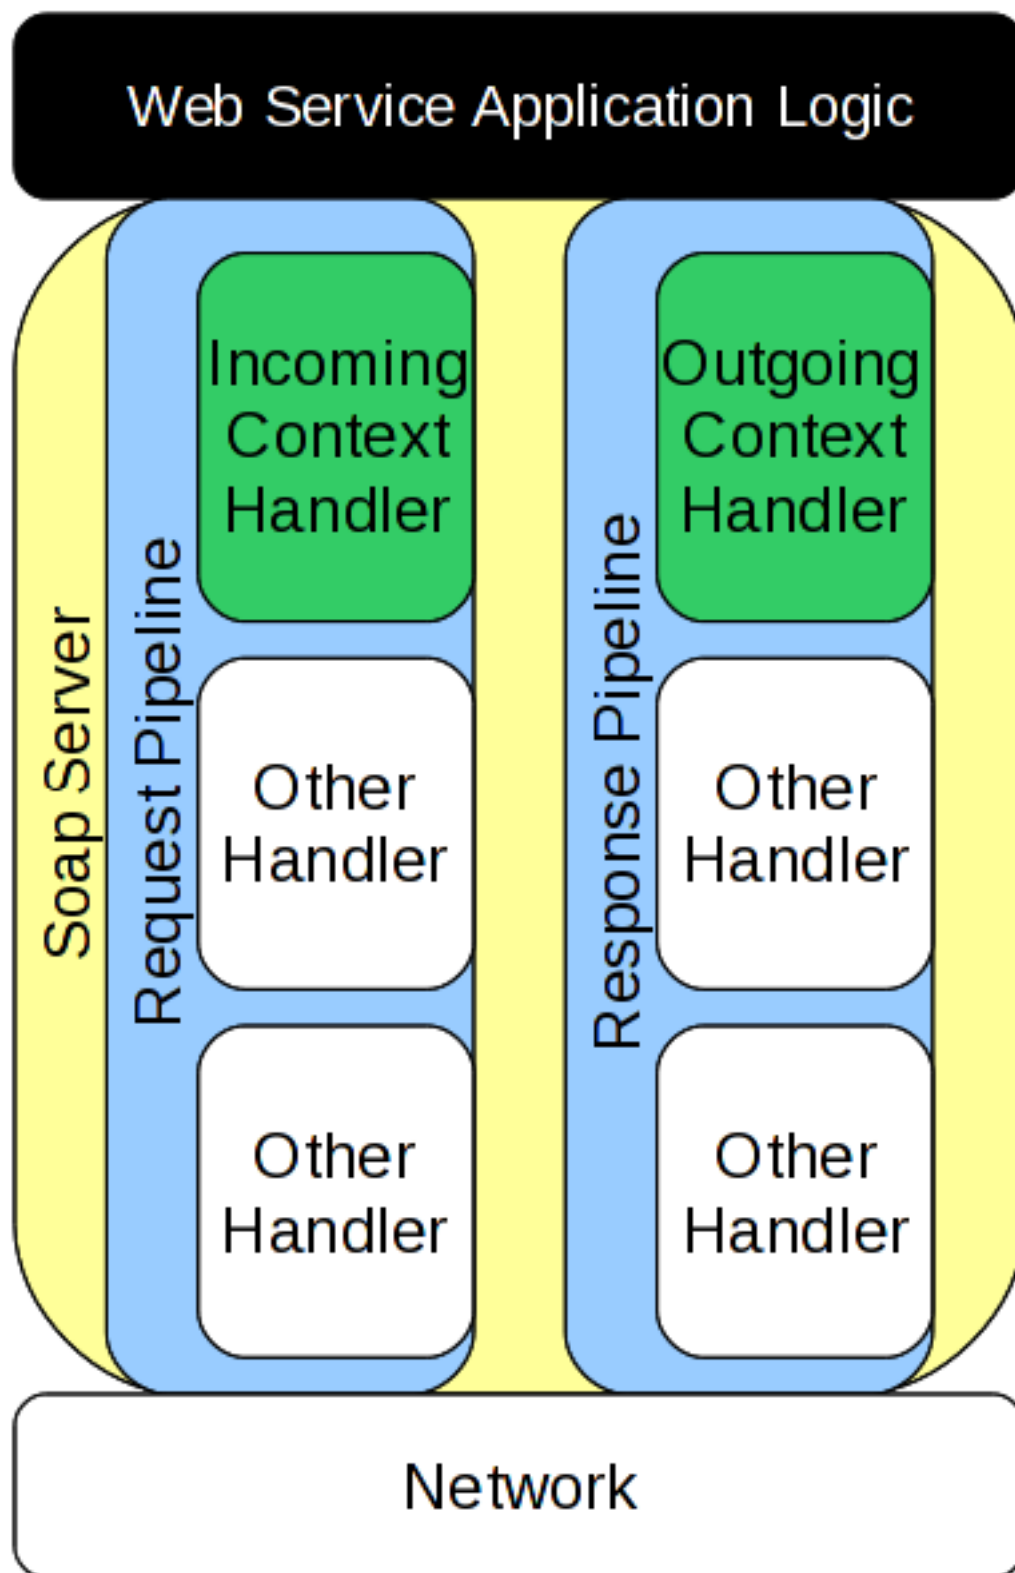 Web Service Application Logic
Soap Server
Request Pipeline
Incoming
Context
Handler
Other
Handler
Other
Handler
Response Pipeline
Outgoing
Context
Handler
Other
Handler
Other
Handler
Network